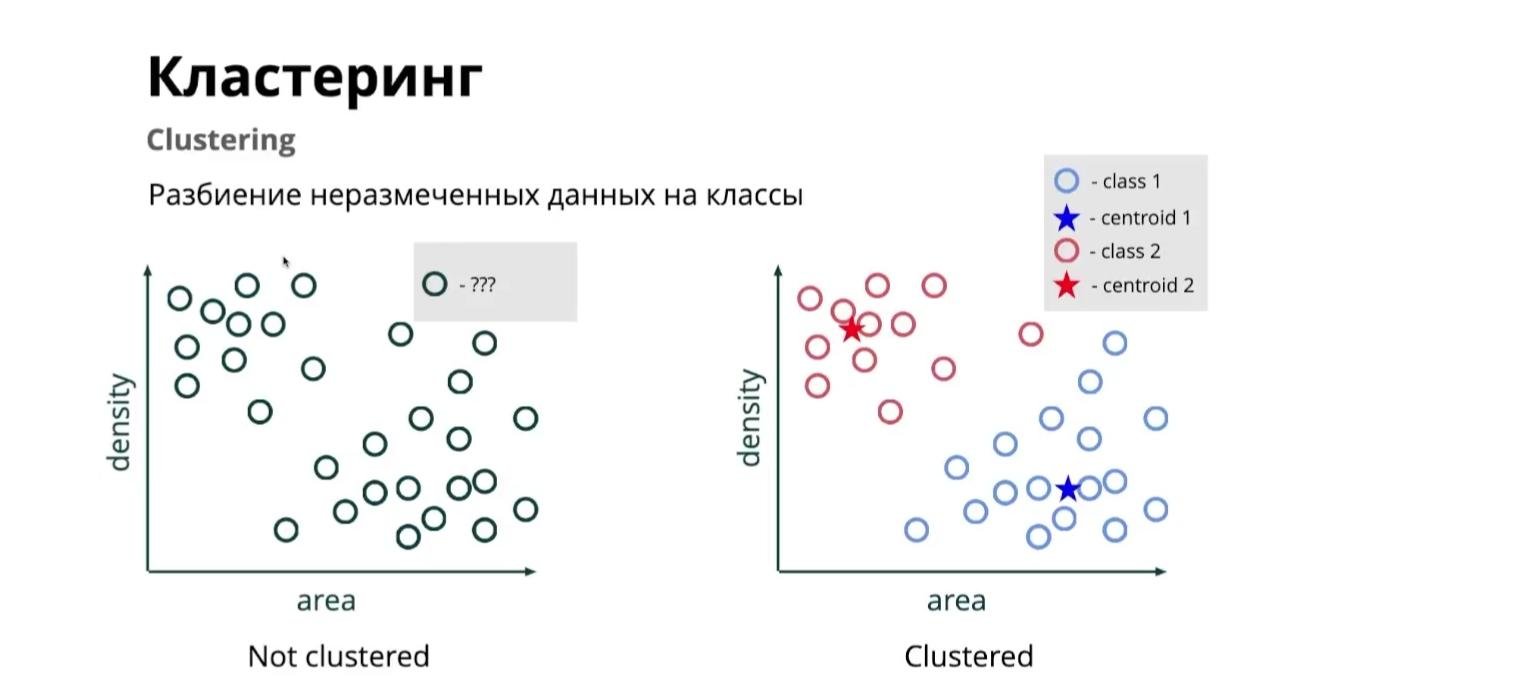 Кластеринг
Clustering
Разбиение неразмеченных данных на классы
- ???
density
area
Not clustered
- class 1
- centroid 1
- class 2
- centroid 2
density
area
Clustered